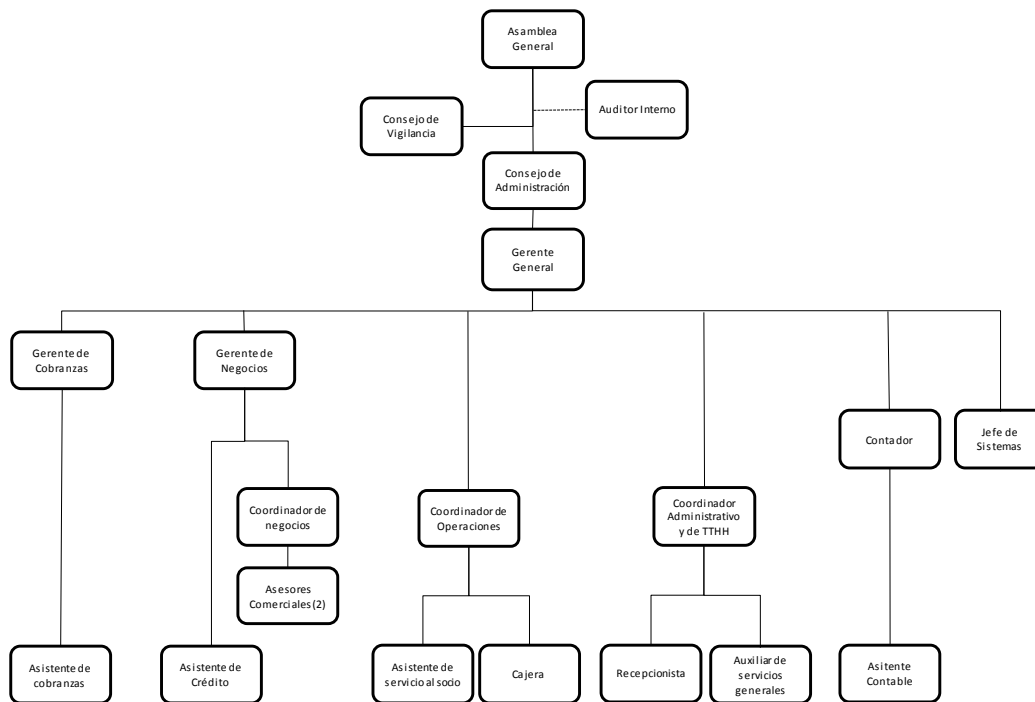 Asamblea
General
Auditor Interno
Consejo de
Vigilancia
Consejo de
Administración
Gerente
General
Gerente de
Cobranzas
Gerente de
Negocios
Contador
Jefe de
Sistemas
Coordinador de
negocios
Coordinador de
Operaciones
Coordinador
Administrativo
y de TTHH
Asesores
Comerciales (2)
Asistente de
cobranzas
Asistente de
Crédito
Asistente de
servicio al socio
Cajera
Recepcionista
Auxiliar de
servicios
generales
Asitente
Contable